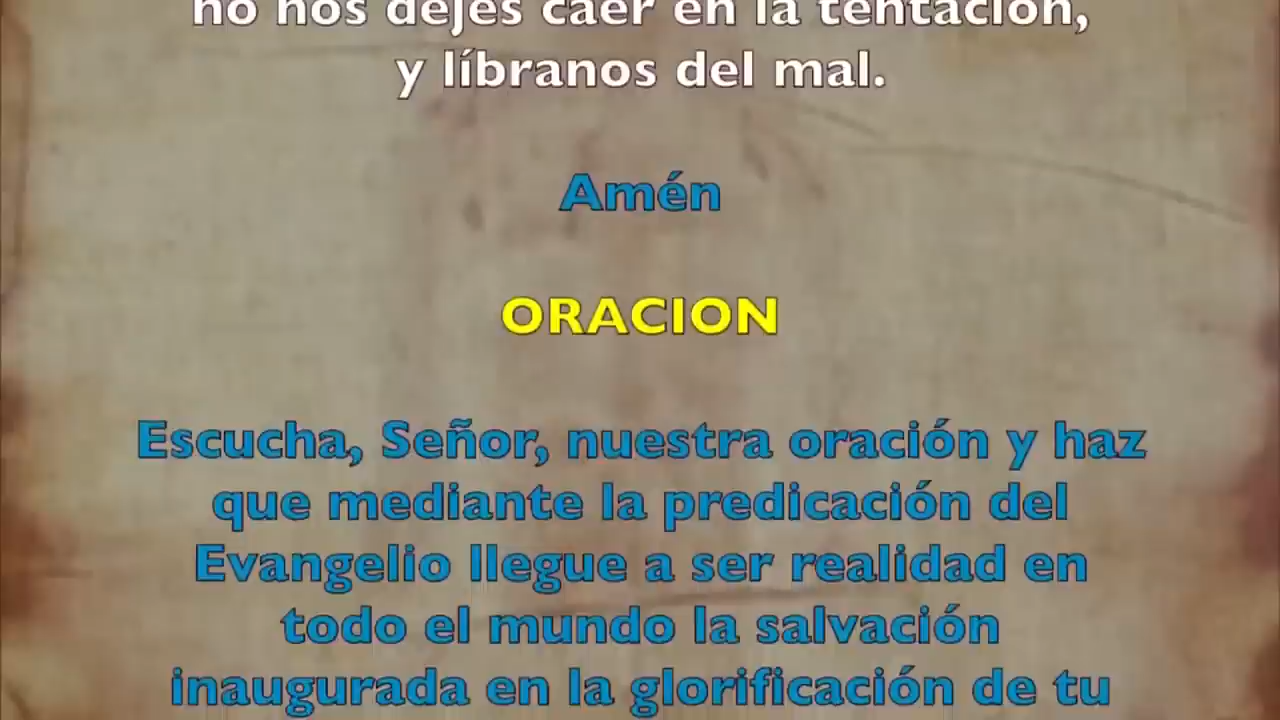 no nos dejes caer en la tentación,
y líbranos del mal.
Amén
ORACION
Escucha, Señor, nuestra oración y haz
que mediante la predicación del
Evangelio llegue a ser realidad en
todo el mundo la salvación
inaugurada en la glorificación de tu